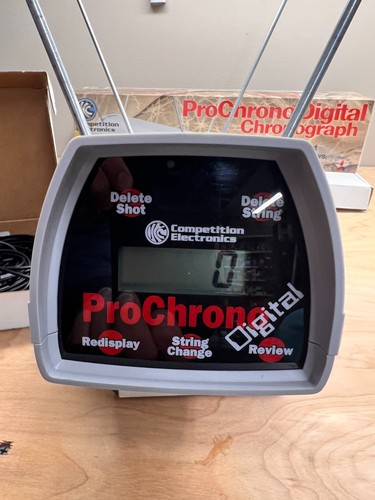 ProChrono Digital
Chronograph
Competition
Electronics
Delete
Shot
Delete
String
Competition
Electronics
0
ProChrono
Digital
Redisplay
String
Change
Review